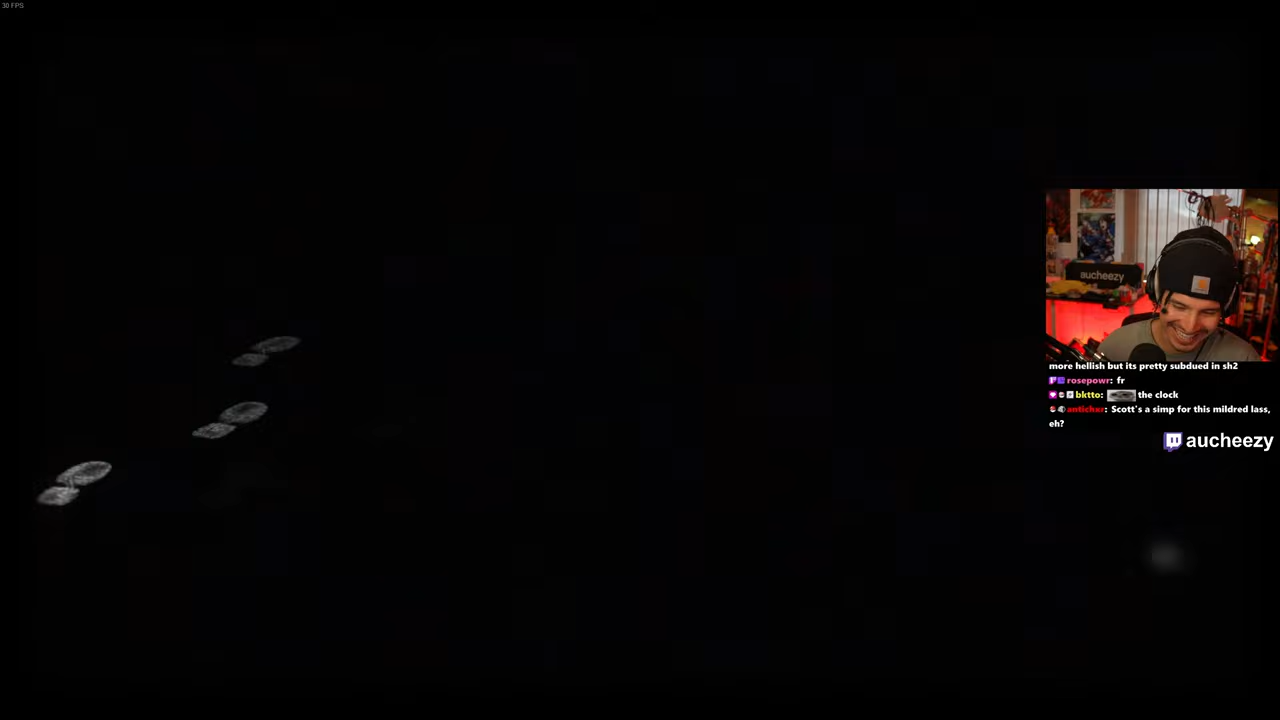 30 FPS
aucheezy
more hellish but its pretty subdued in sh2
rosepowr: fr
bktto: the clock
anticher: Scott's a simp for this mildred lass,
eh?
aucheezy